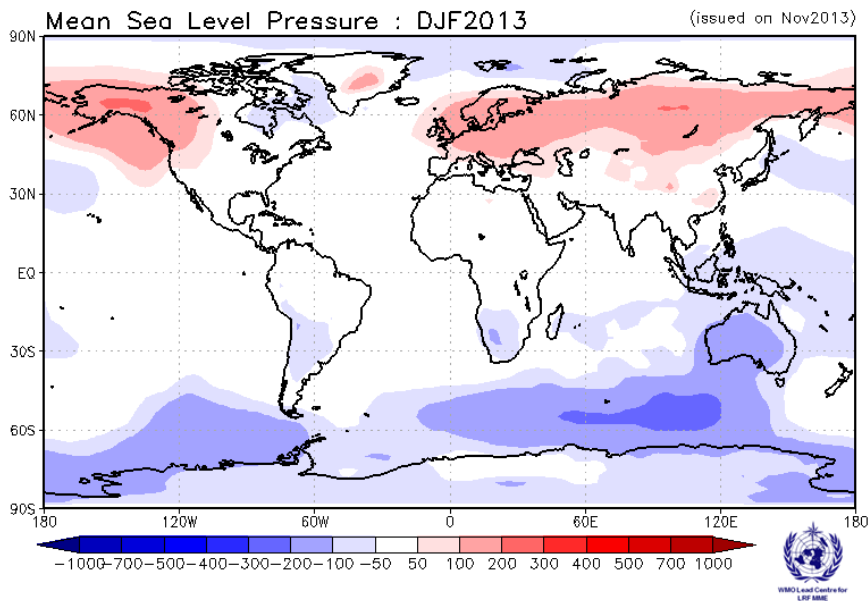 Mean Sea Level Pressure : DJF2013
(issued on Nov2013)
90N
60N
30N
EQ
30S
60S
90S
180 120W 60W 0 60E 120E 180
-1000 -700 -500 -400 -300 -200 -100 -50 50 100 200 300 400 500 700 1000
WMO Lead Centre for
LRF MME